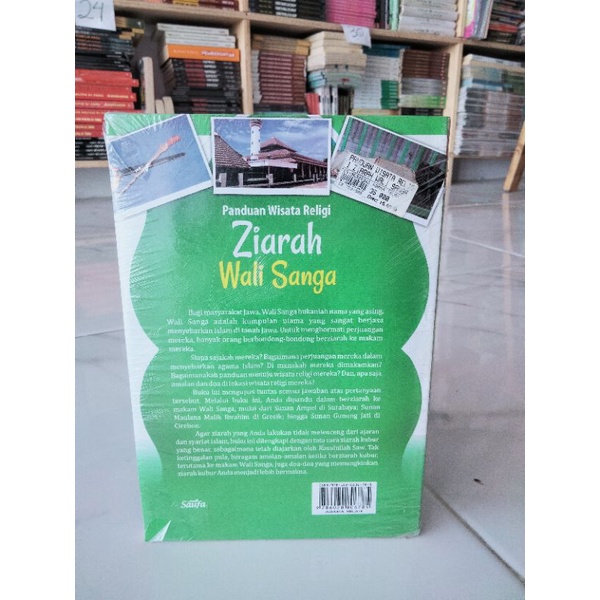 24
30
PANDUAN WISATA RE
35 000
Panduan Wisata Religi
Ziarah
Wali Sanga
Bagi masyarakat Jawa, Wali Sanga bukanlah nama yang asing.
Wali Sanga adalah kumpulan ulama yang sangat berjasa
menyebarkan Islam di tanah Jawa. Untuk menghormati perjuangan
mereka, banyak orang berbondong-bondong berziarah ke makam
mereka.
Siapa sajakah mereka? Bagaimana perjuangan mereka dalam
menyebarkan agama Islam? Di manakah mereka dimakamkan?
Bagaimanakah panduan menuju wisata religi mereka? Dan, apa saja
amalan dan doa di lokasi wisata religi mereka?
Buku ini mengupas tuntas semua jawaban atas pertanyaan
tersebut. Melalui buku ini, Anda dipandu dalam berziarah ke
makam Wali Sanga, mulai dari Sunan Ampel di Surabaya; Sunan
Maulana Malik Ibrahim di Gresik; hingga Sunan Gunung Jati di
Cirebon.
Agar ziarah yang Anda lakukan tidak melenceng dari ajaran
dan syariat Islam, buku ini dilengkapi dengan tata cara ziarah kubur
yang benar, sebagaimana telah diajarkan oleh Rasulullah Saw. Tak
ketinggalan pula, beragam amalan-amalan ketika berziarah kubur,
terutama ke makam Wali Sanga, juga doa-doa yang memungkinkan
ziarah kubur Anda menjadi lebih bermakna.
Saufa